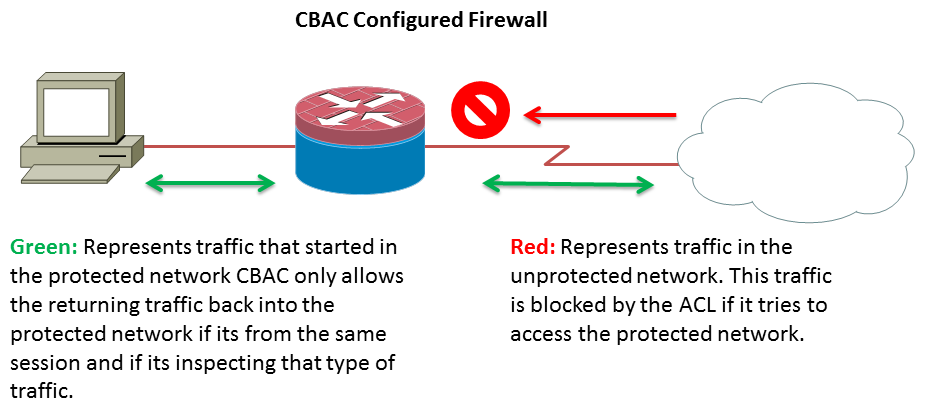 CBAC Configured Firewall
Green: Represents traffic that started in
the protected network CBAC only allows
the returning traffic back into the
protected network if its from the same
session and if its inspecting that type of
traffic.
Red: Represents traffic in the
unprotected network. This traffic
is blocked by the ACL if it tries to
access the protected network.